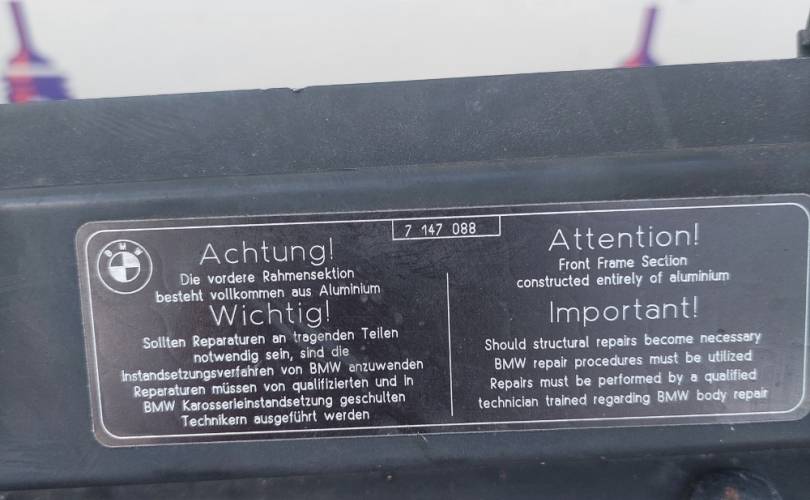 BMW
7 147 088
Achtung!
Die vordere Rahmensektion
besteht vollkommen aus Aluminium
Wichtig!
Sollten Reparaturen an tragenden Teilen
notwendig sein, sind die
Instandsetzungsverfahren von BMW anzuwenden
Reparaturen müssen von qualifizierten und in
BMW Karosserieinstandsetzung geschulten
Technikern ausgeführt werden
Attention!
Front Frame Section
constructed entirely of aluminium
Important!
Should structural repairs become necessary
BMW repair procedures must be utilized
Repairs must be performed by a qualified
technician trained regarding BMW body repair